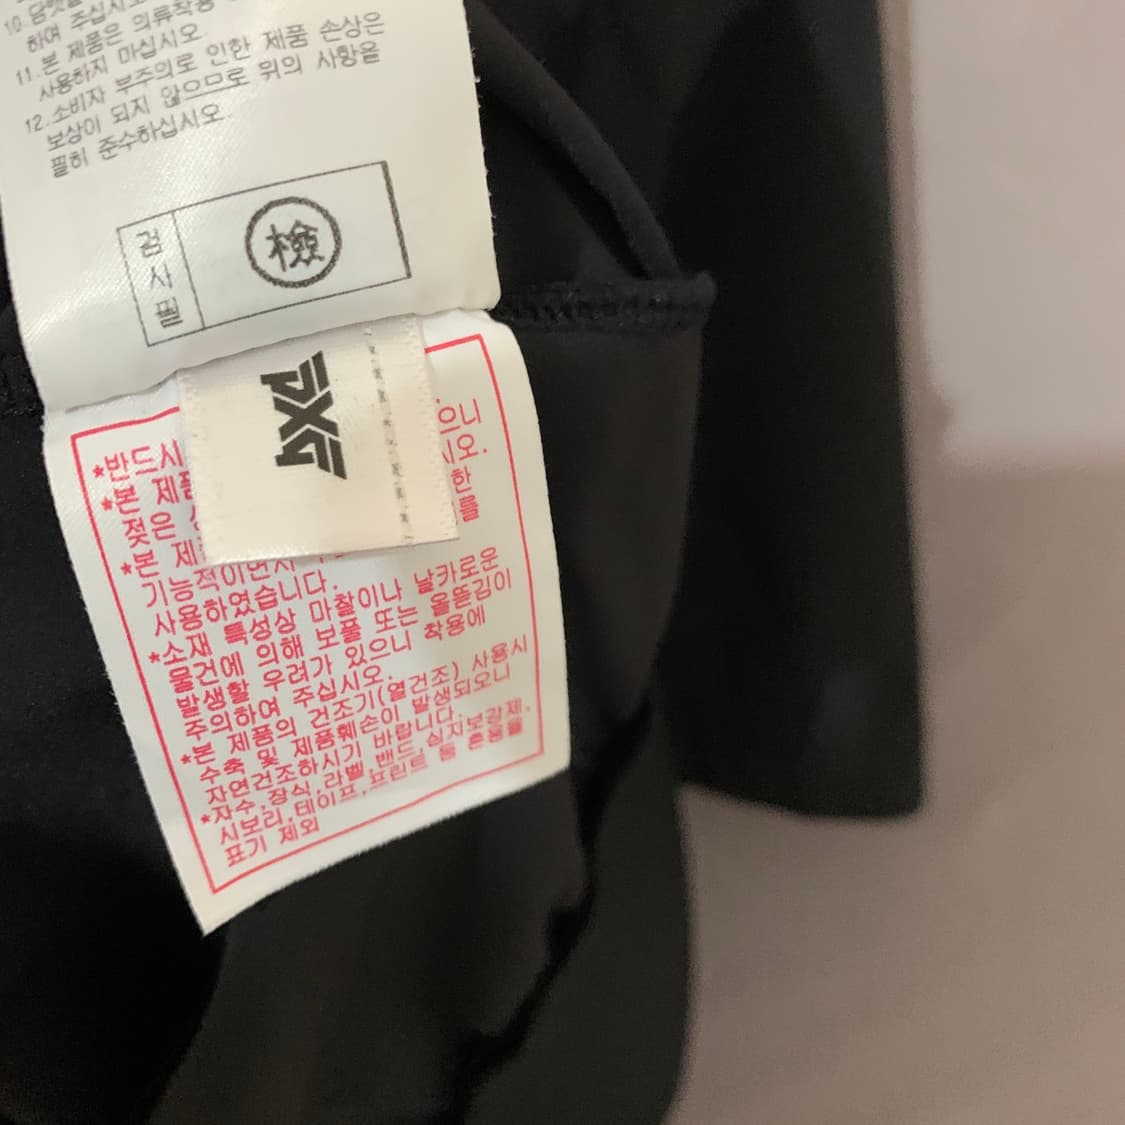 하여 주십시오
11.본 제품은 의류착용
사용하지 마십시오.
12.소비자 부주의로 인한 제품 손상은
보상이 되지 않으므로 위의 사항을
필히 준수하십시오.
검사필
檢
PXG
*반드시 으니
시오.
*본 제품 한
젖은 를
*본 제
기능적이면서
사용하였습니다.
*소재 특성상 마찰이나 날카로운
물건에 의해 보풀 또는 올뜯김이
발생할 우려가 있으니 착용에
주의하여 주십시오.
*본 제품의 건조기(열건조) 사용시
수축 및 제품훼손이 발생되오니
자연건조하시기 바랍니다.
*자수,장식,라벨,밴드,심지보강제,
시보리,테이프,프린트 등 혼용율
표기 제외